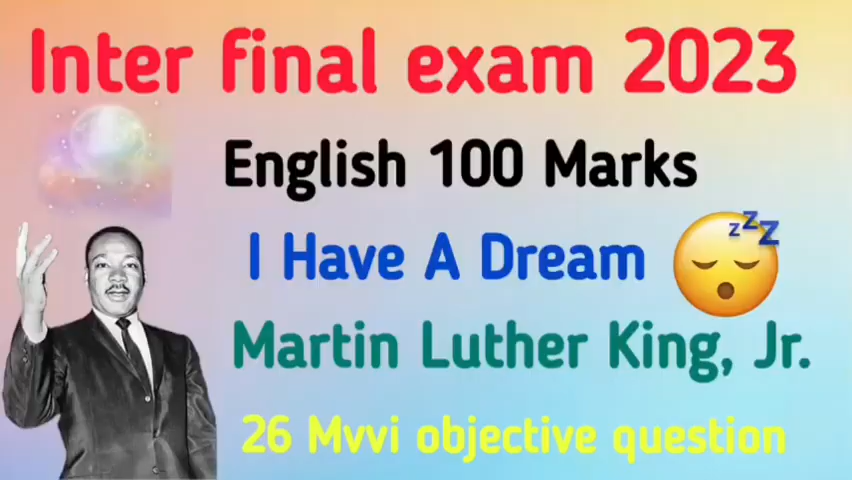 Inter final exam 2023
English 100 Marks
I Have A Dream
Martin Luther King, Jr.
26 Mvvi objective question